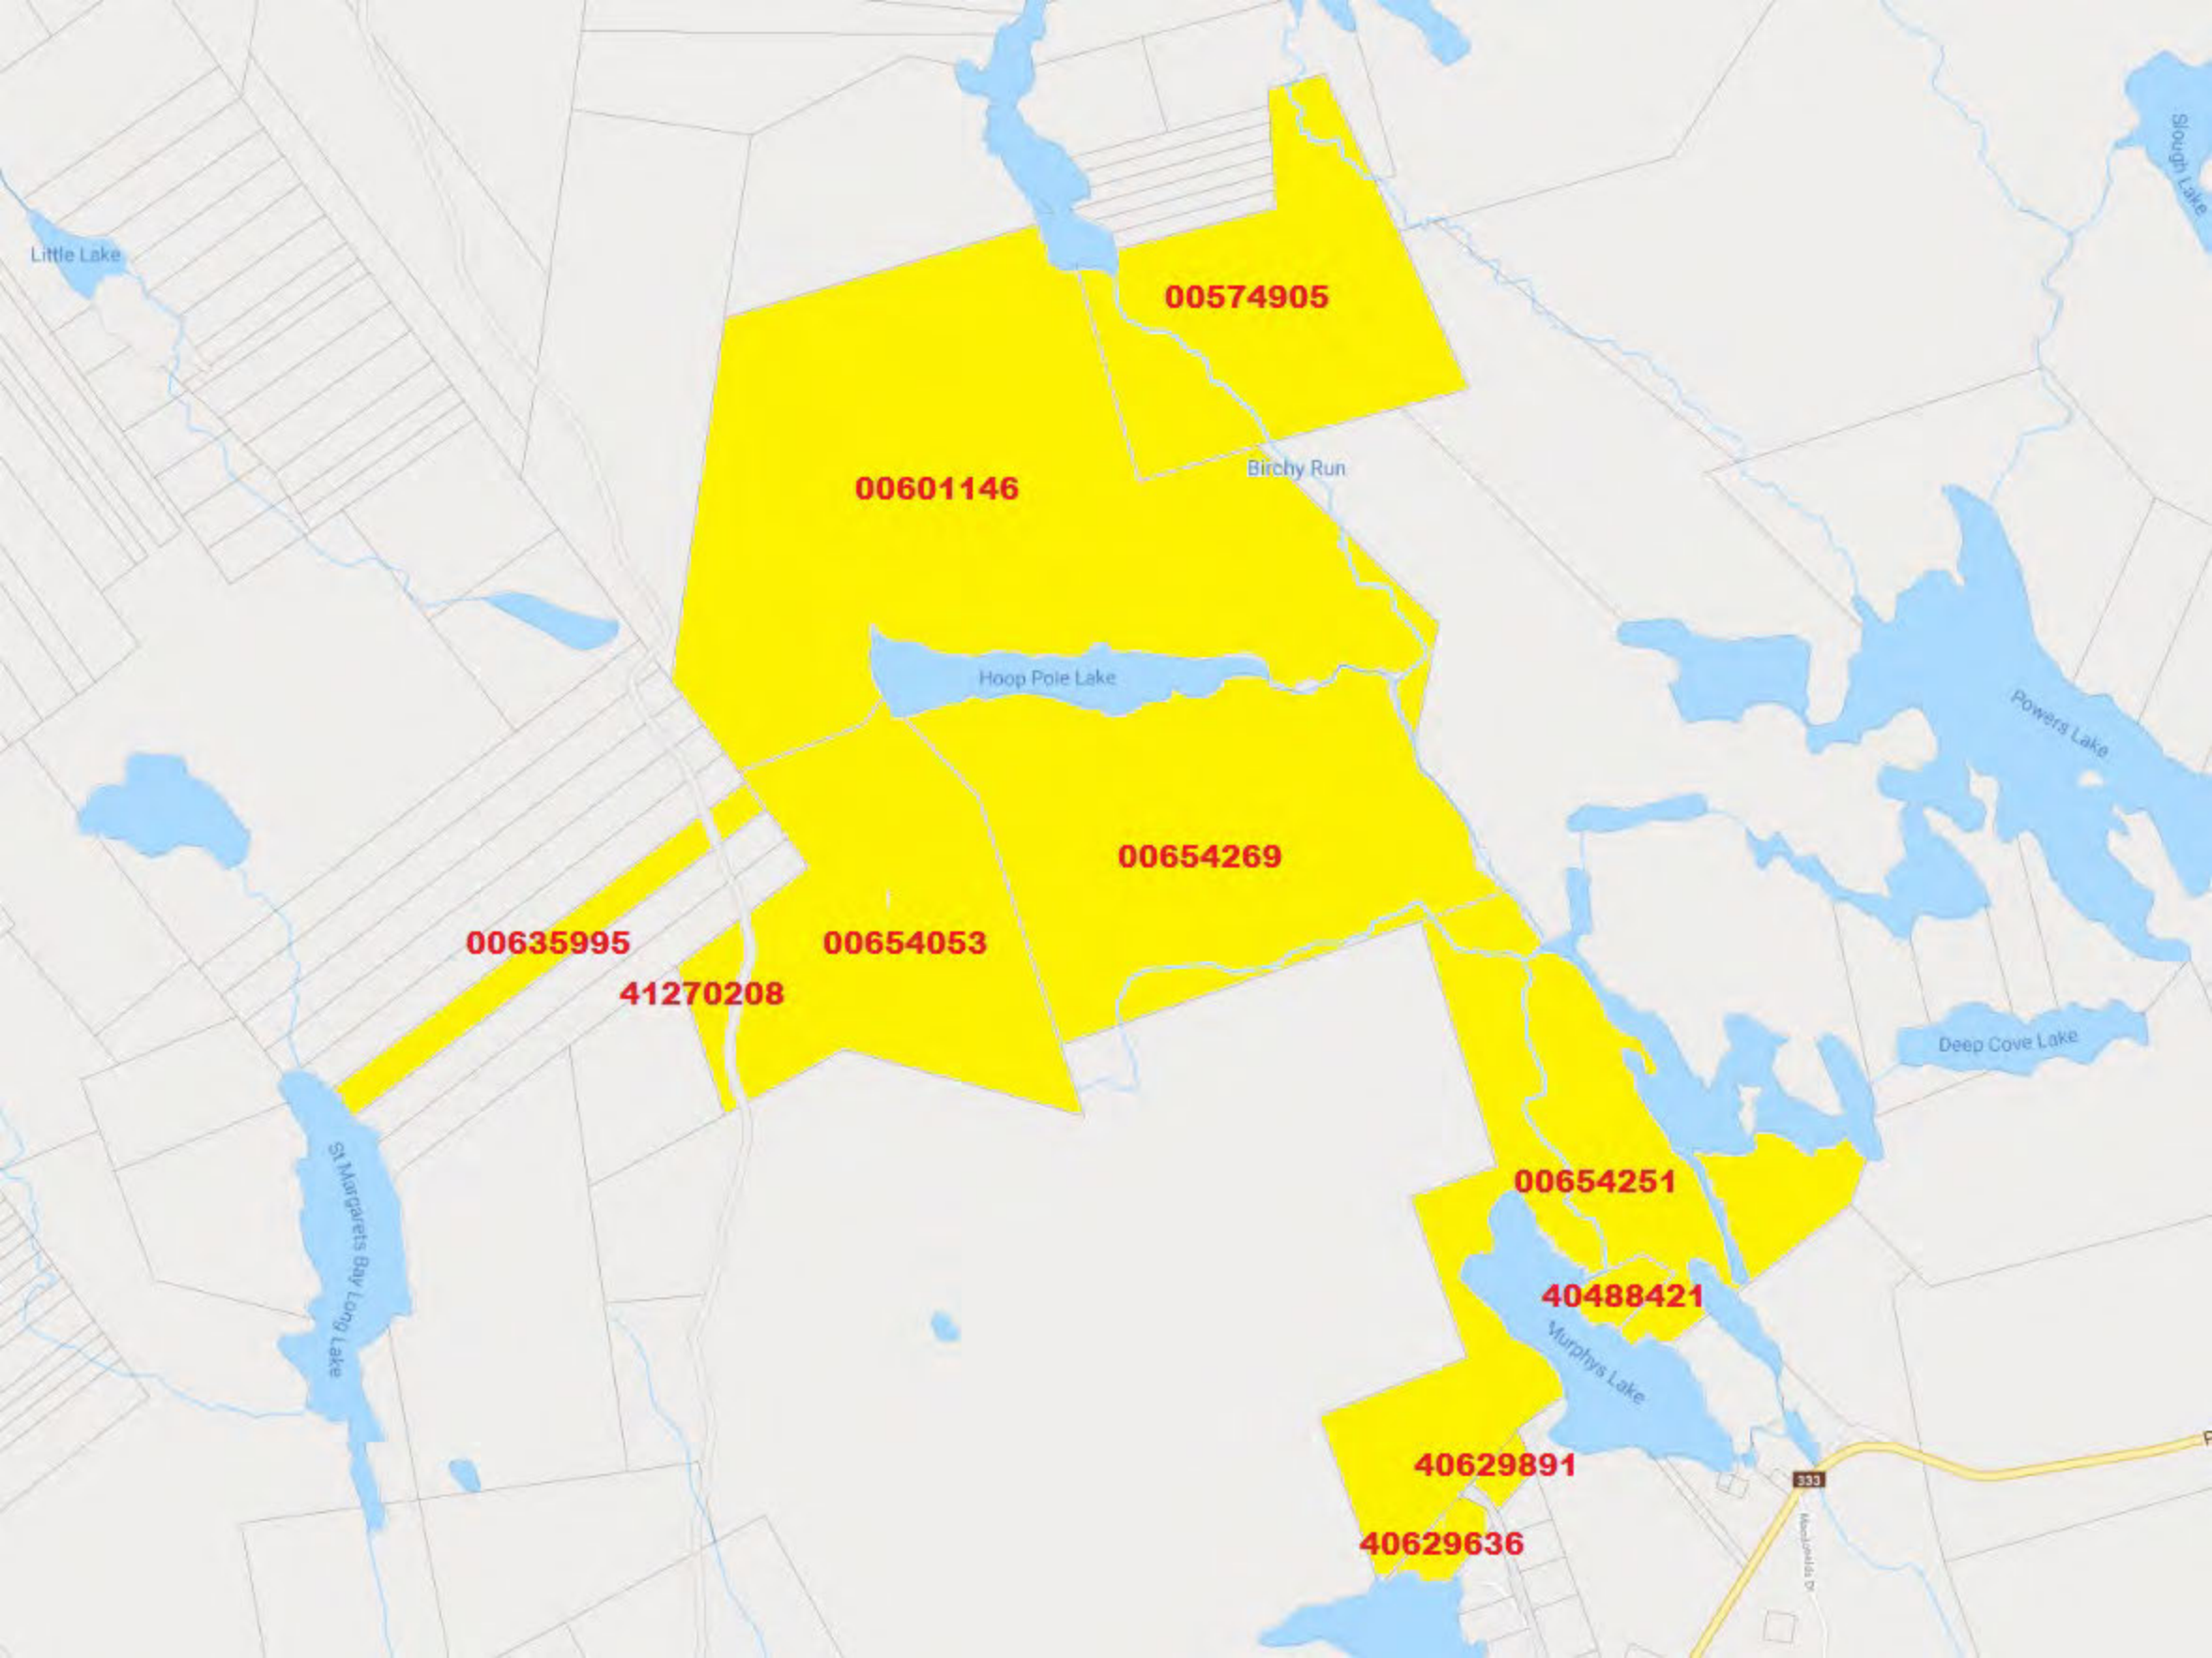 Slough Lake
Little Lake
00574905
Birchy Run
00601146
Hoop Pole Lake
Powers Lake
00654269
00635995
00654053
41270208
Deep Cove Lake
St Margarets Bay Long Lake
00654251
40488421
Murphys Lake
40629891
333
40629636